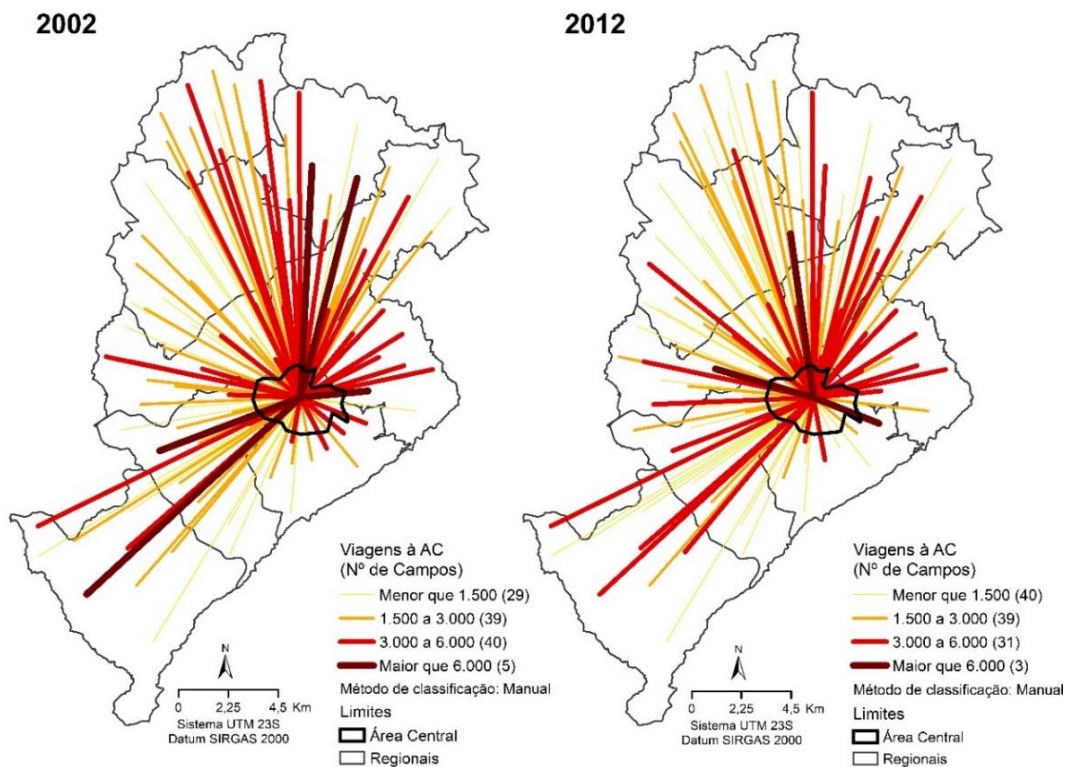 2002
Viagens à AC
(Nº de Campos)
Menor que 1.500 (29)
1.500 a 3.000 (39)
3.000 a 6.000 (40)
Maior que 6.000 (5)
Método de classificação: Manual
Limites
Área Central
Regionais
N
0 2,25 4,5 Km
Sistema UTM 23S
Datum SIRGAS 2000
2012
Viagens à AC
(Nº de Campos)
Menor que 1.500 (40)
1.500 a 3.000 (39)
3.000 a 6.000 (31)
Maior que 6.000 (3)
Método de classificação: Manual
Limites
Área Central
Regionais
N
0 2,25 4,5 Km
Sistema UTM 23S
Datum SIRGAS 2000